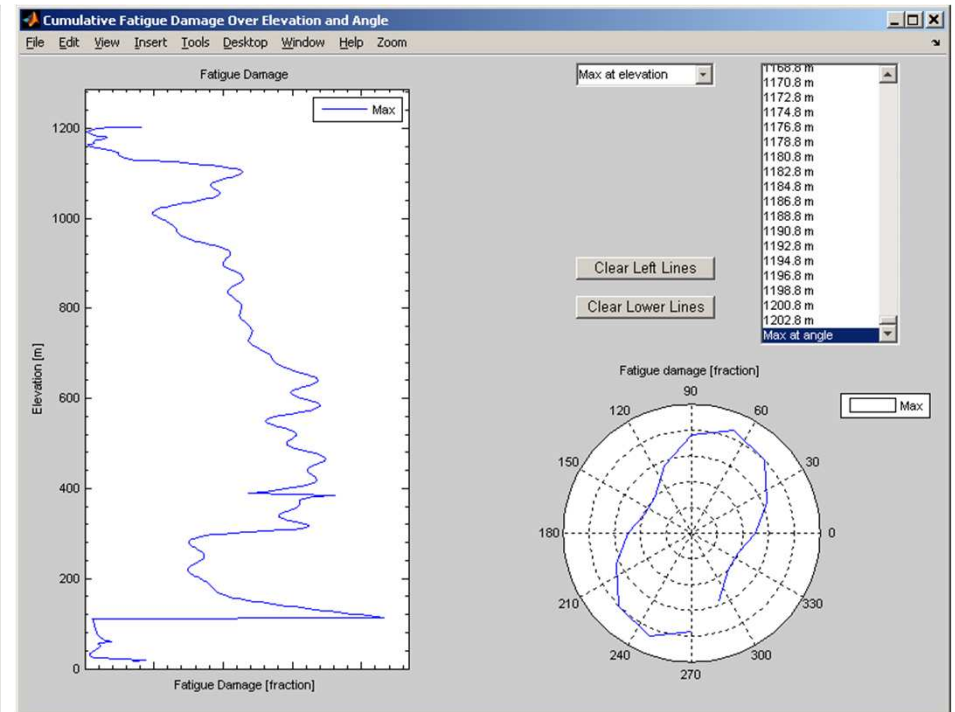 Cumulative Fatigue Damage Over Elevation and Angle
File Edit View Insert Tools Desktop Window Help Zoom
Fatigue Damage
Max
1200
1000
800
600
400
200
0
Elevation [m]
Fatigue Damage [fraction]
Max at elevation
1168.8 m
1170.8 m
1172.8 m
1174.8 m
1176.8 m
1178.8 m
1180.8 m
1182.8 m
1184.8 m
1186.8 m
1188.8 m
1190.8 m
1192.8 m
1194.8 m
1196.8 m
1198.8 m
1200.8 m
1202.8 m
Max at angle
Clear Left Lines
Clear Lower Lines
Fatigue damage [fraction]
90
120
60
150
30
180
0
210
330
240
300
270
Max